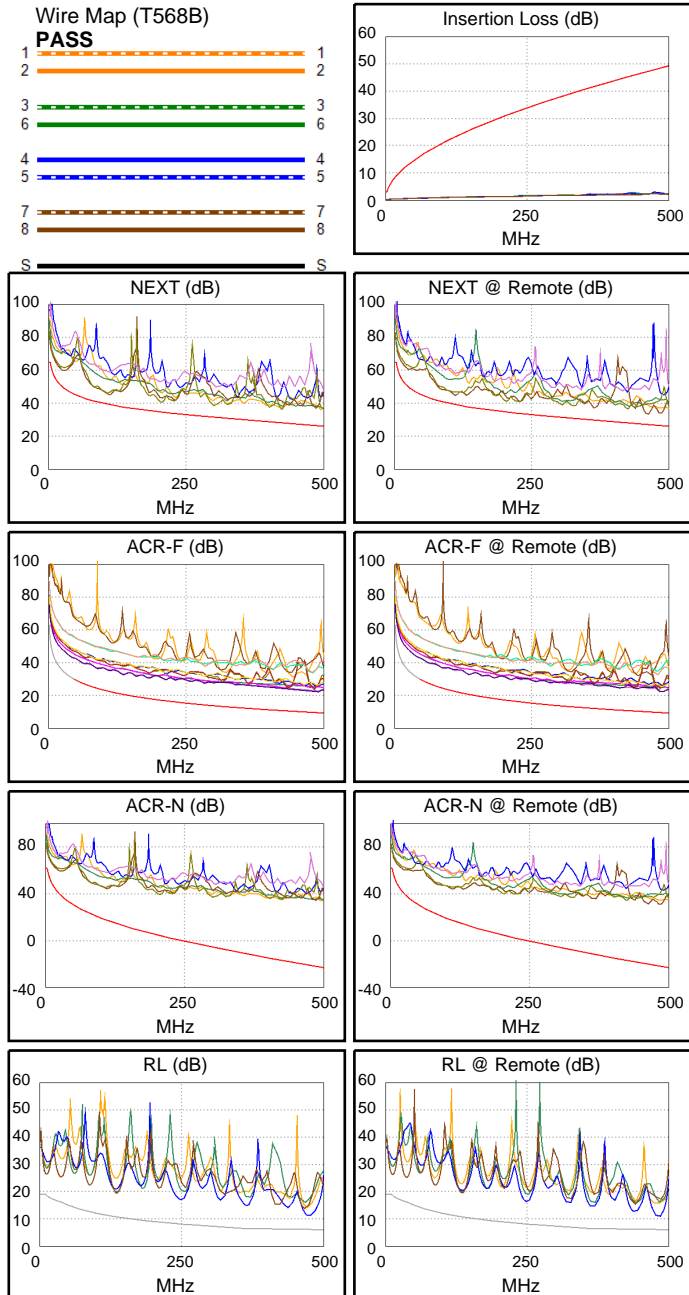 Wire Map (T568B)
PASS
1 1
2 2
3 3
6 6
4 4
5 5
7 7
8 8
S S
Insertion Loss (dB)
60
50
40
30
20
10
0
0 250 500
MHz
NEXT (dB)
100
80
60
40
20
0
0 250 500
MHz
NEXT @ Remote (dB)
100
80
60
40
20
0
0 250 500
MHz
ACR-F (dB)
100
80
60
40
20
0
0 250 500
MHz
ACR-F @ Remote (dB)
100
80
60
40
20
0
0 250 500
MHz
ACR-N (dB)
80
40
0
-40
0 250 500
MHz
ACR-N @ Remote (dB)
80
40
0
-40
0 250 500
MHz
RL (dB)
60
50
40
30
20
10
0
0 250 500
MHz
RL @ Remote (dB)
60
50
40
30
20
10
0
0 250 500
MHz